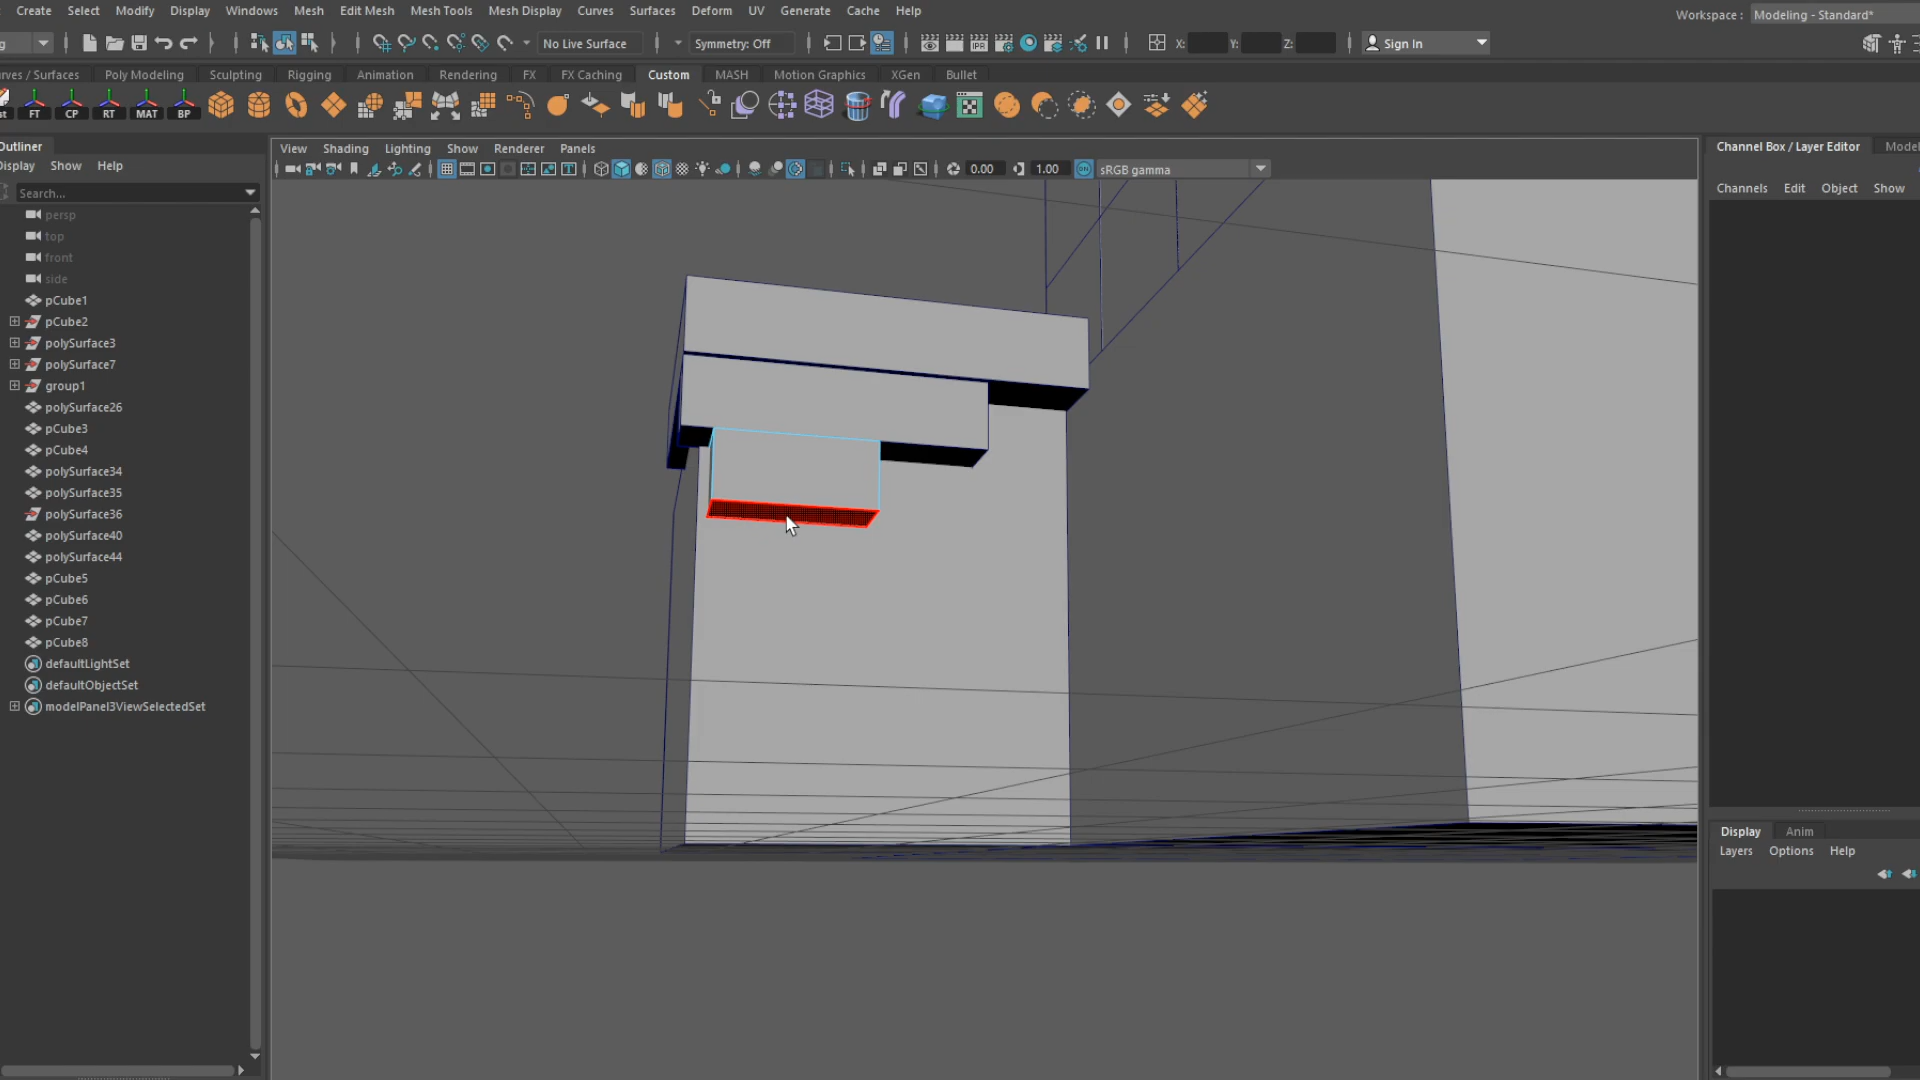 Create Select Modify Display Windows Mesh Edit Mesh Mesh Tools Mesh Display Curves Surfaces Deform UV Generate Cache Help
Workspace : Modeling - Standard*
No Live Surface Symmetry: Off X: Y: Z: Sign In
rves / Surfaces Poly Modeling Sculpting Rigging Animation Rendering FX FX Caching Custom MASH Motion Graphics XGen Bullet
st FT CP RT MAT BP
Outliner
Display Show Help
Search...
persp
top
front
side
pCube1
pCube2
polySurface3
polySurface7
group1
polySurface26
pCube3
pCube4
polySurface34
polySurface35
polySurface36
polySurface40
polySurface44
pCube5
pCube6
pCube7
pCube8
defaultLightSet
defaultObjectSet
modelPanel3ViewSelectedSet
View Shading Lighting Show Renderer Panels
0.00 1.00 sRGB gamma
Channel Box / Layer Editor Model
Channels Edit Object Show
Display Anim
Layers Options Help